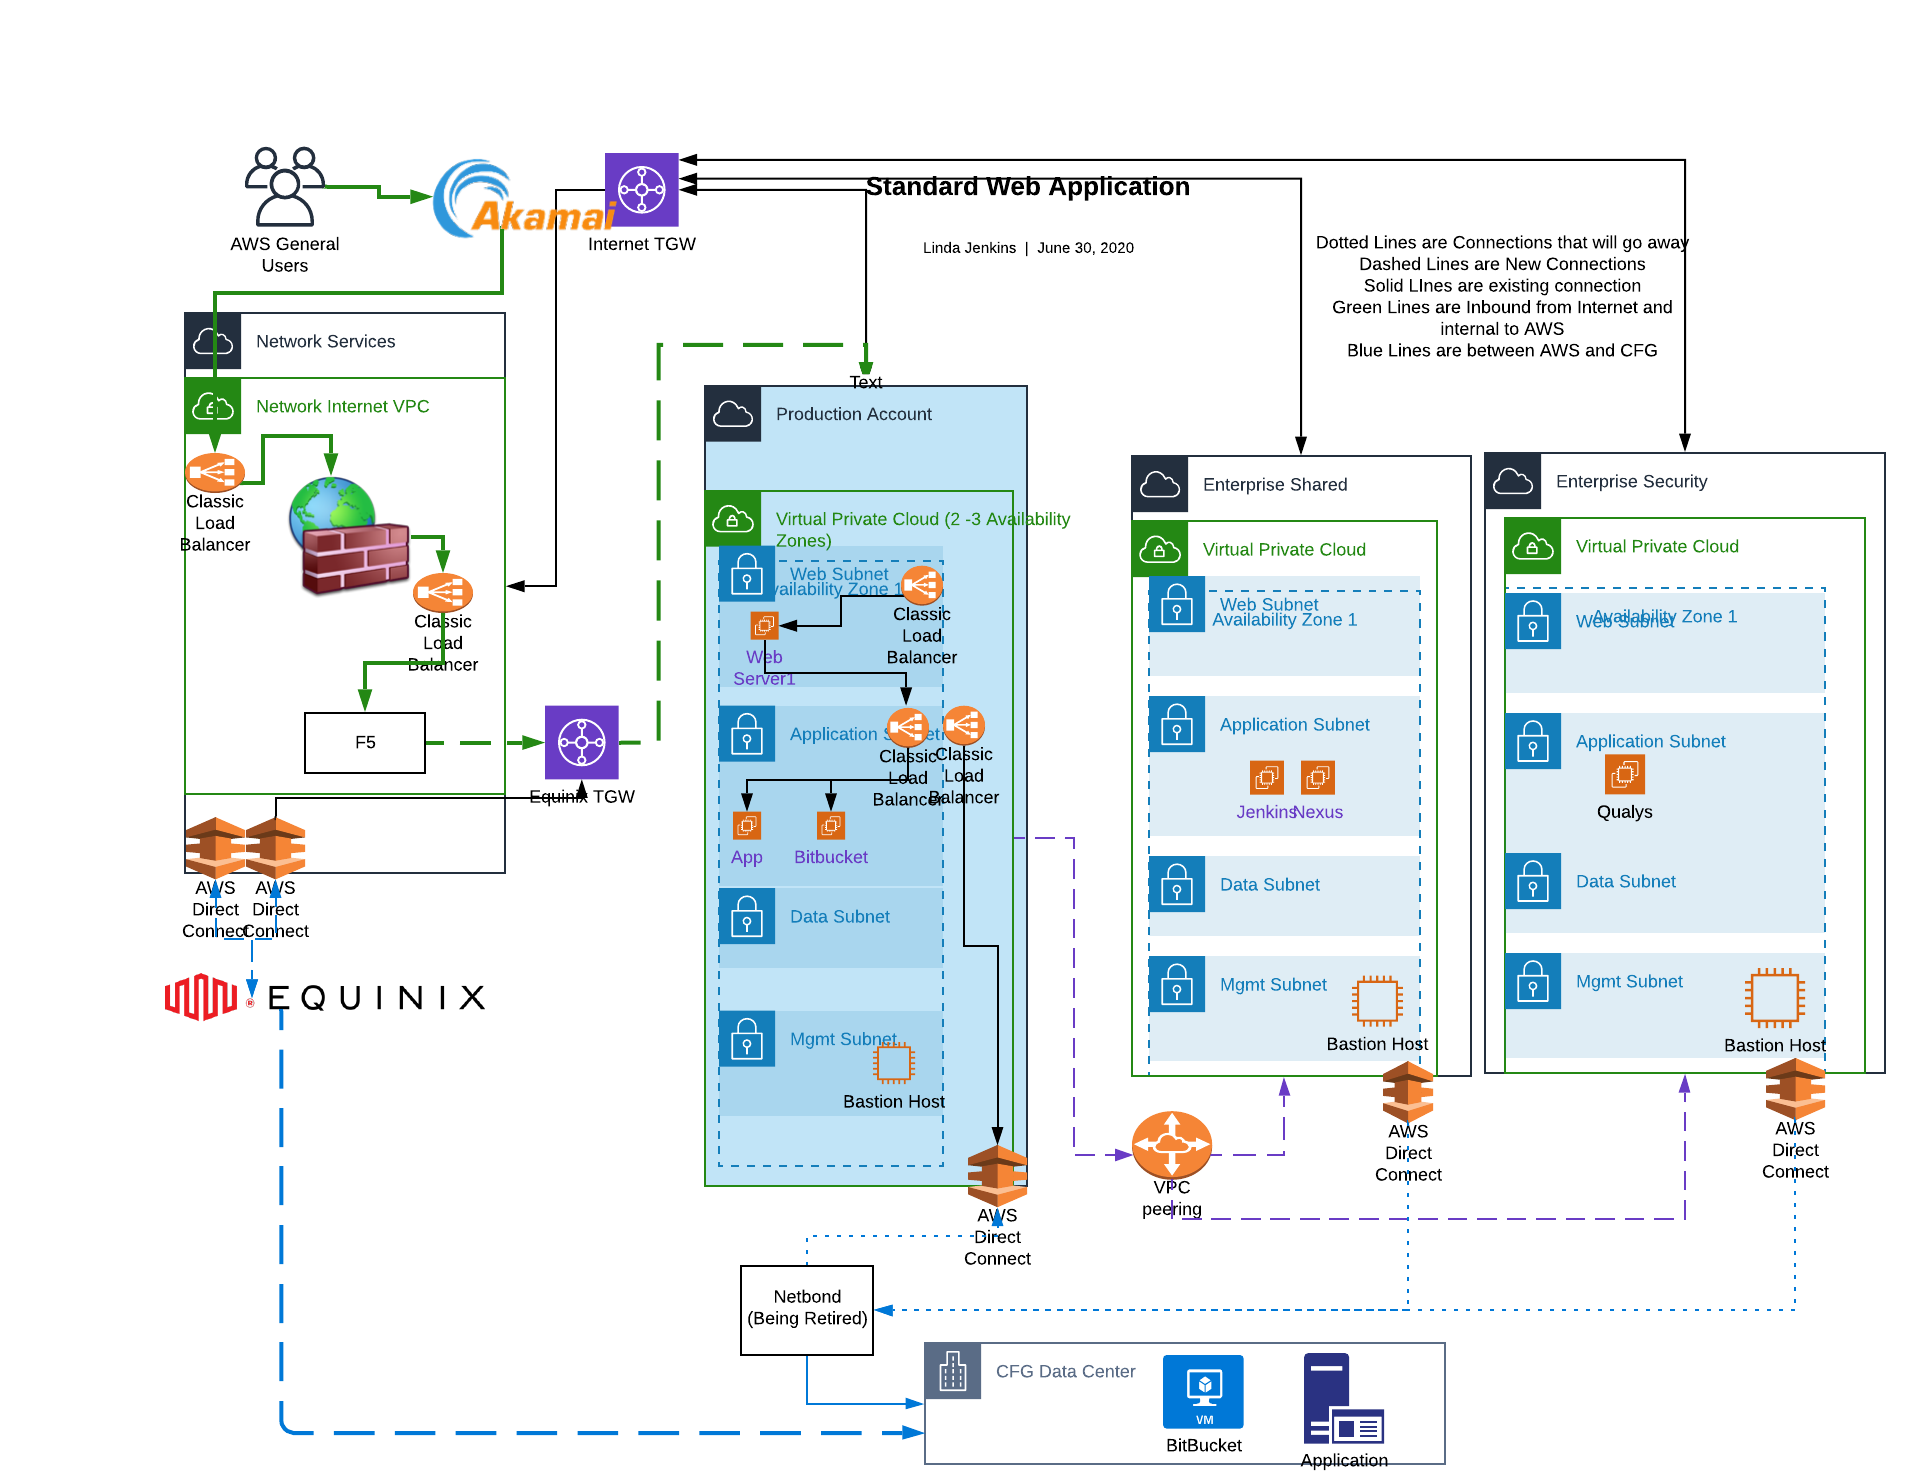 Standard Web Application
Linda Jenkins | June 30, 2020
AWS General
Users
Akamai
Internet TGW
Dotted Lines are Connections that will go away
Dashed Lines are New Connections
Solid LInes are existing connection
Green Lines are Inbound from Internet and
internal to AWS
Blue Lines are between AWS and CFG
Network Services
Network Internet VPC
Classic
Load
Balancer
Classic
Load
Balancer
F5
Equinix TGW
AWS
Direct
Connect
AWS
Direct
Connect
EQUINIX
®
Text
Production Account
Virtual Private Cloud (2 -3 Availability
Zones)
Web Subnet
Availability Zone 1
Classic
Load
Balancer
Web
Server1
Application Subnet
Classic
Load
Balancer
Classic
Load
Balancer
App
Bitbucket
Data Subnet
Mgmt Subnet
Bastion Host
AWS
Direct
Connect
Enterprise Shared
Virtual Private Cloud
Web Subnet
Availability Zone 1
Application Subnet
Jenkins
Nexus
Data Subnet
Mgmt Subnet
Bastion Host
AWS
Direct
Connect
Enterprise Security
Virtual Private Cloud
Availability Zone 1
Web Subnet
Application Subnet
Qualys
Data Subnet
Mgmt Subnet
Bastion Host
AWS
Direct
Connect
VPC
peering
Netbond
(Being Retired)
CFG Data Center
VM
BitBucket
Application